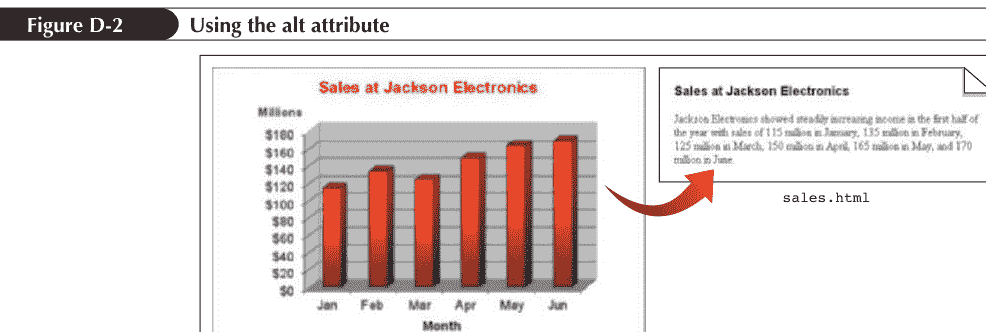 Figure D-2 Using the alt attribute
Sales at Jackson Electronics
Millions
$180
$160
$140
$120
$100
$80
$60
$40
$20
$0
Jan Feb Mar Apr May Jun
Month
Sales at Jackson Electronics
Jackson Electronics showed steadily increasing income in the first half of
the year with sales of 115 million in January, 135 million in February,
125 million in March, 150 million in April, 165 million in May, and 170
million in June.
sales.html